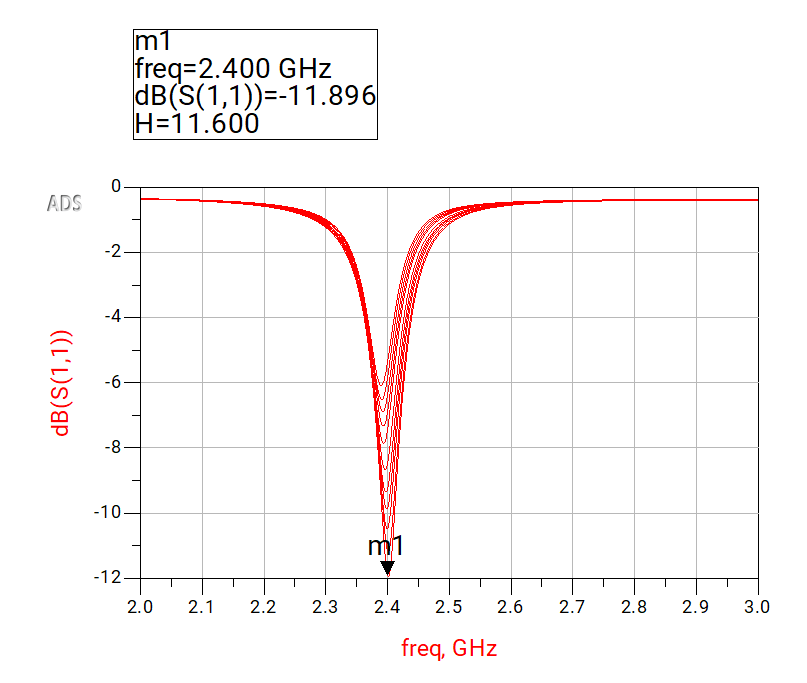 m1
freq=2.400 GHz
dB(S(1,1))=-11.896
H=11.600
ADS
0
-2
-4
-6
-8
-10
-12
dB(S(1,1))
m1
2.0 2.1 2.2 2.3 2.4 2.5 2.6 2.7 2.8 2.9 3.0
freq, GHz